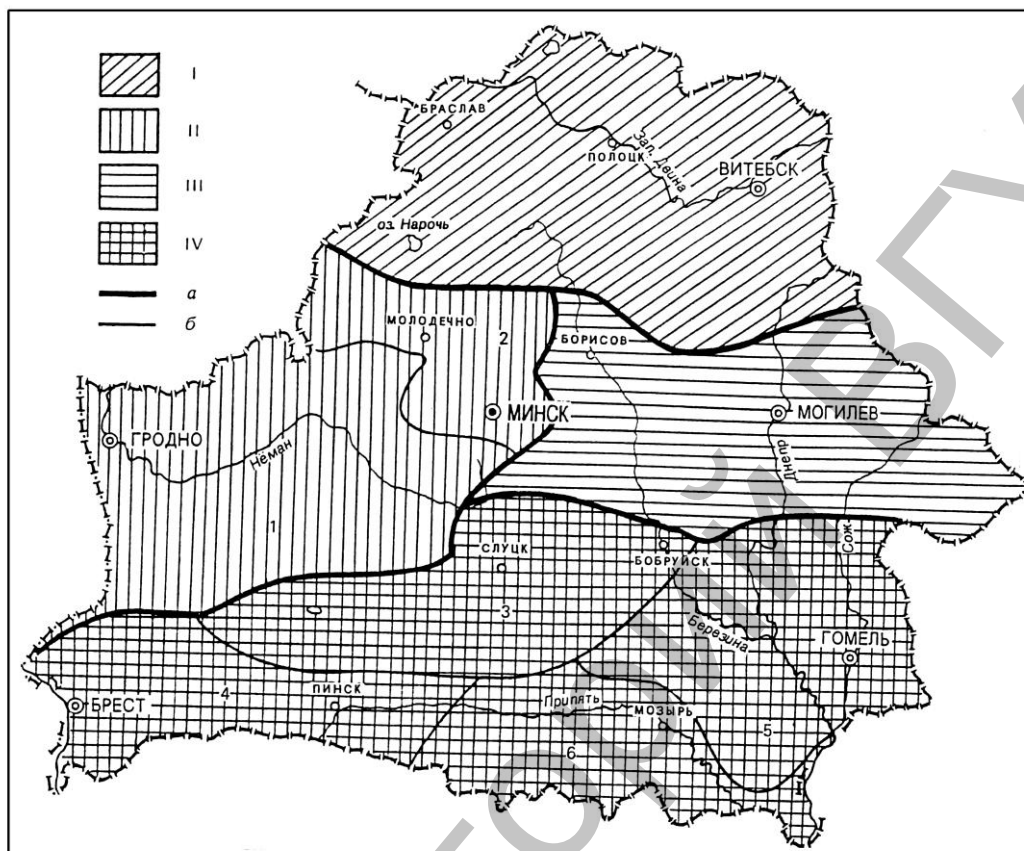 I
II
III
IV
а
б
БРАСЛАВ
ПОЛОЦК
Зап. Двина
ВИТЕБСК
оз. Нарочь
МОЛОДЕЧНО
2
БОРИСОВ
МИНСК
МОГИЛЕВ
ГРОДНО
Нёман
Днепр
Сож
1
СЛУЦК
БОБРУЙСК
3
Березина
ГОМЕЛЬ
4
БРЕСТ
ПИНСК
Припять
МОЗЫРЬ
5
6